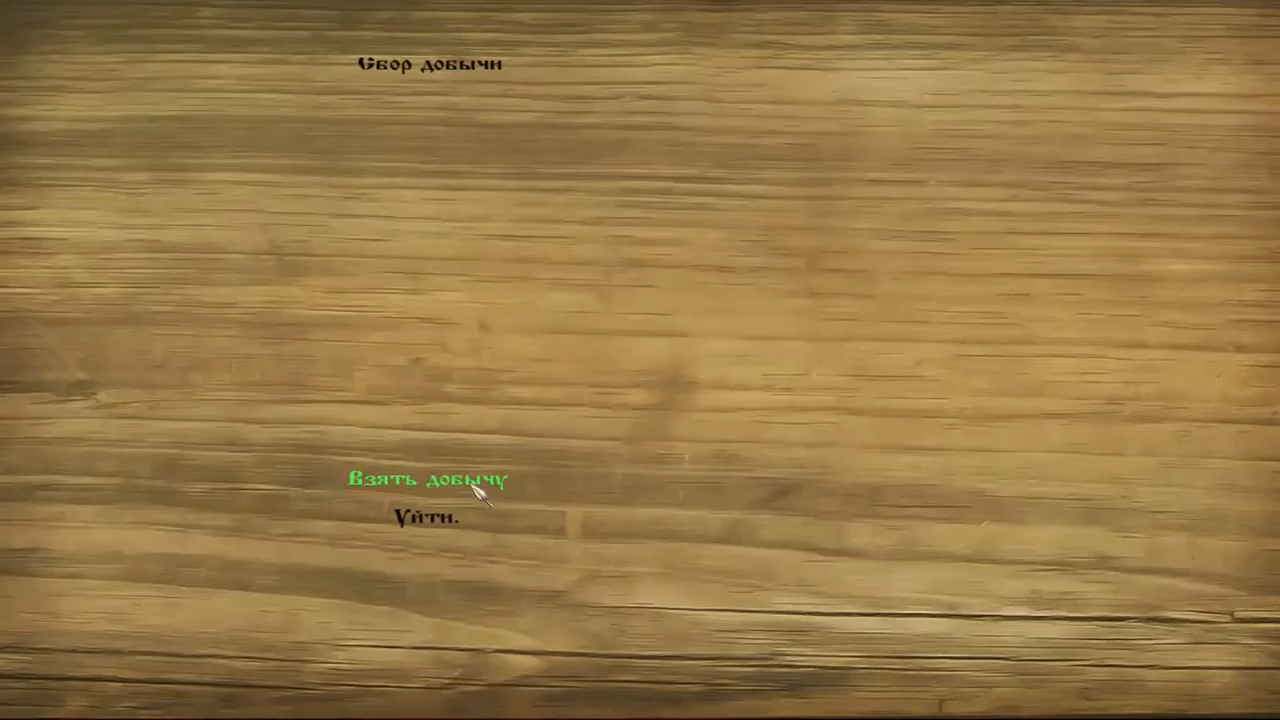 Сбор добычи
Взять добычу
Уйти.